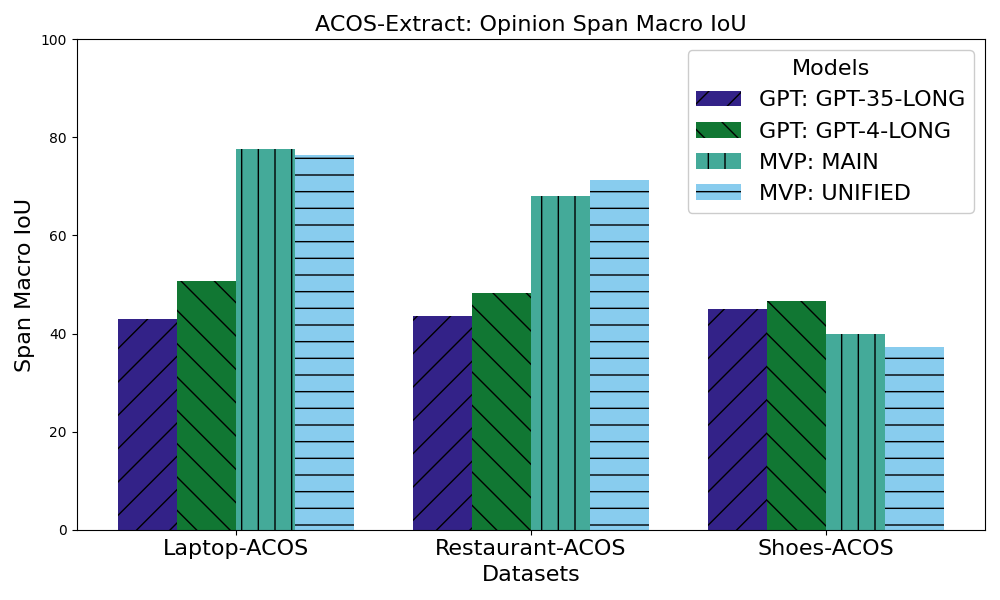 ACOS-Extract: Opinion Span Macro IoU
Span Macro IoU
100
80
60
40
20
0
Models
GPT: GPT-35-LONG
GPT: GPT-4-LONG
MVP: MAIN
MVP: UNIFIED
Laptop-ACOS
Restaurant-ACOS
Shoes-ACOS
Datasets